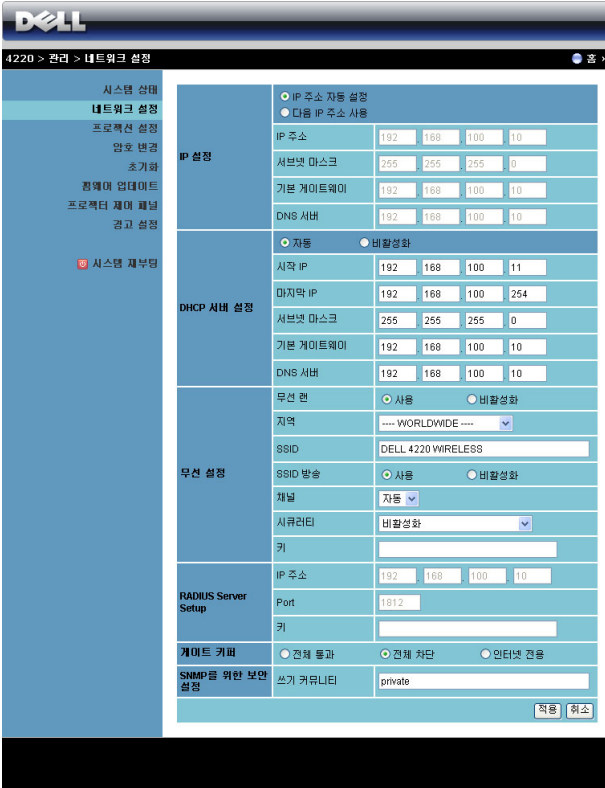 DELL
4220 > 관리 > 네트워크 설정
홈
시스템 상태
네트워크 설정
프로젝션 설정
암호 변경
초기화
펌웨어 업데이트
프로젝터 제어 패널
경고 설정
시스템 재부팅
IP 설정
IP 주소 자동 설정
다음 IP 주소 사용
IP 주소 192 . 168 . 100 . 10
서브넷 마스크 255 . 255 . 255 . 0
기본 게이트웨이 192 . 168 . 100 . 10
DNS 서버 192 . 168 . 100 . 10
DHCP 서버 설정
자동 비활성화
시작 IP 192 . 168 . 100 . 11
마지막 IP 192 . 168 . 100 . 254
서브넷 마스크 255 . 255 . 255 . 0
기본 게이트웨이 192 . 168 . 100 . 10
DNS 서버 192 . 168 . 100 . 10
무선 설정
무선 랜 사용 비활성화
지역 ---- WORLDWIDE ----
SSID DELL 4220 WIRELESS
SSID 방송 사용 비활성화
채널 자동
시큐러티 비활성화
키
RADIUS Server Setup
IP 주소 192 . 168 . 100 . 10
Port 1812
키
게이트 키퍼 전체 통과 전체 차단 인터넷 전용
SNMP를 위한 보안 설정 쓰기 커뮤니티 private
적용 취소